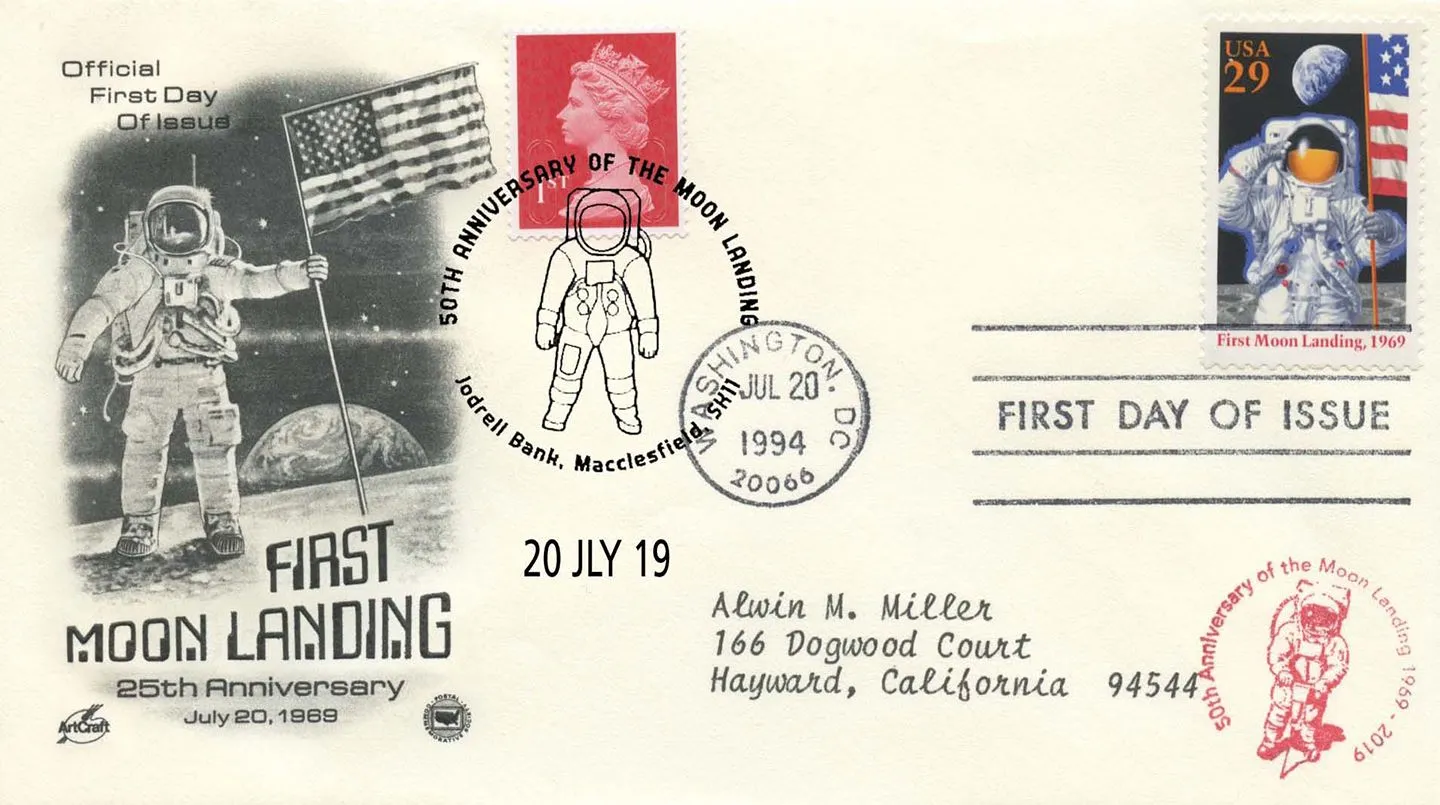 Official
First Day
Of Issue
FIRST
MOON LANDING
25th Anniversary
July 20, 1969
ArtCraft
1ST
50TH ANNIVERSARY OF THE MOON LANDING
Jodrell Bank, Macclesfield, SK11
20 JLY 19
WASHINGTON, DC
JUL 20
1994
20066
USA
29
First Moon Landing, 1969
FIRST DAY OF ISSUE
Alwin M. Miller
166 Dogwood Court
Hayward, California 94544
50th Anniversary of the Moon Landing 1969 - 2019